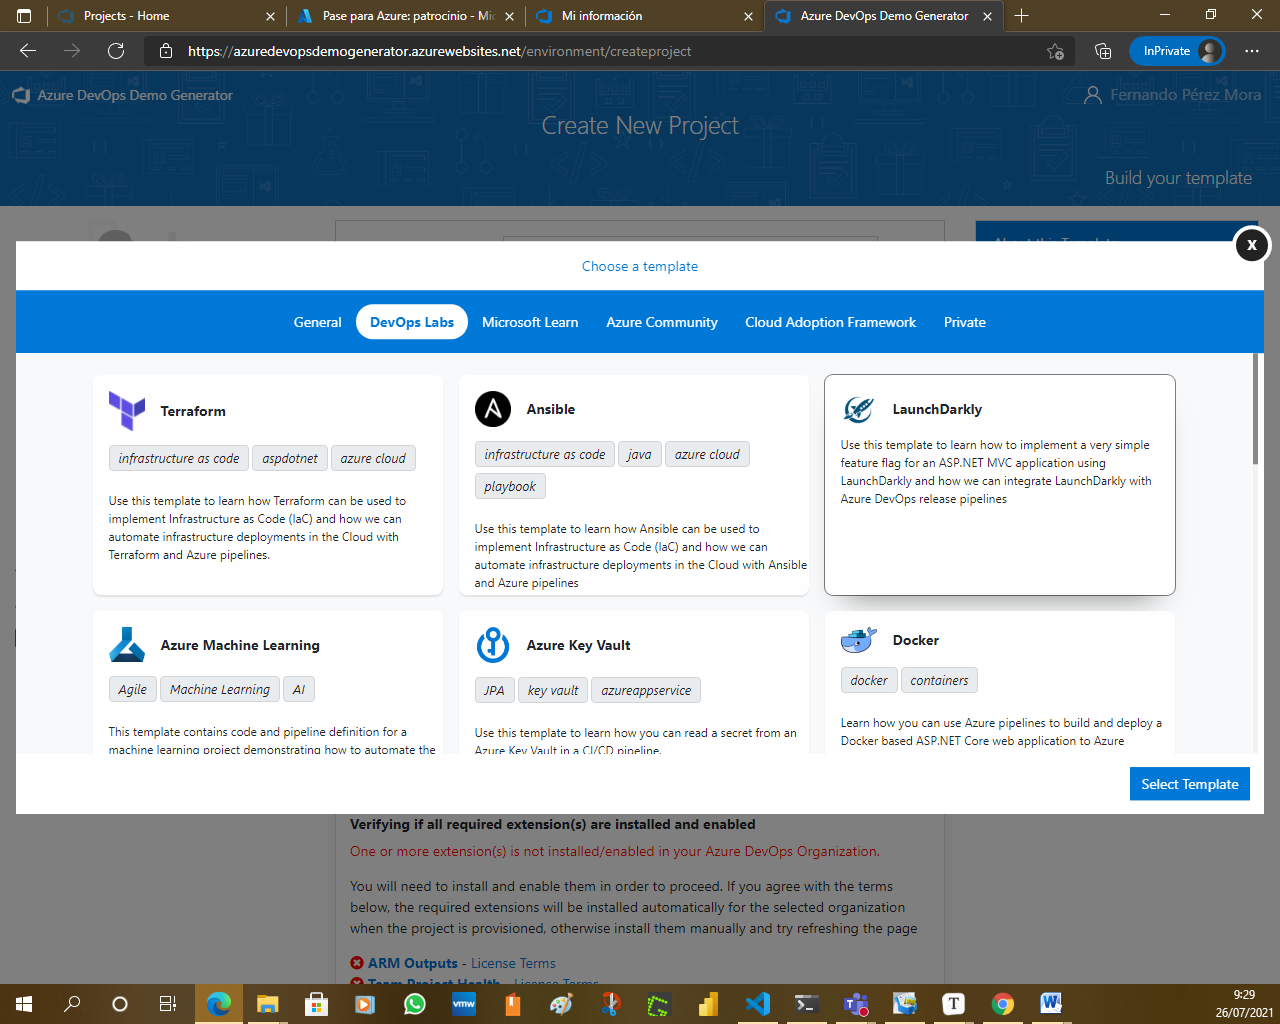 Projects - Home
Pase para Azure: patrocinio - Mic
Mi información
Azure DevOps Demo Generator
https://azuredevopsdemogenerator.azurewebsites.net/environment/createproject
InPrivate
Azure DevOps Demo Generator
Fernando Pérez Mora
Create New Project
Build your template
Choose a template
X
General
DevOps Labs
Microsoft Learn
Azure Community
Cloud Adoption Framework
Private
Terraform
infrastructure as code
aspdotnet
azure cloud
Use this template to learn how Terraform can be used to
implement Infrastructure as Code (IaC) and how we can
automate infrastructure deployments in the Cloud with
Terraform and Azure pipelines.
Ansible
infrastructure as code
java
azure cloud
playbook
Use this template to learn how Ansible can be used to
implement Infrastructure as Code (IaC) and how we can
automate infrastructure deployments in the Cloud with Ansible
and Azure pipelines
LaunchDarkly
Use this template to learn how to implement a very simple
feature flag for an ASP.NET MVC application using
LaunchDarkly and how we can integrate LaunchDarkly with
Azure DevOps release pipelines
Azure Machine Learning
Agile
Machine Learning
AI
This template contains code and pipeline definition for a
machine learning project demonstrating how to automate the
Azure Key Vault
JPA
key vault
azureappservice
Use this template to learn how you can read a secret from an
Azure Key Vault in a CI/CD pipeline.
Docker
docker
containers
Learn how you can use Azure pipelines to build and deploy a
Docker based ASP.NET Core web application to Azure
Select Template
Verifying if all required extension(s) are installed and enabled
One or more extension(s) is not installed/enabled in your Azure DevOps Organization.
You will need to install and enable them in order to proceed. If you agree with the terms
below, the required extensions will be installed automatically for the selected organization
when the project is provisioned, otherwise install them manually and try refreshing the page
ARM Outputs - License Terms
Team Project Health - License Terms
vmw
T
9:29
26/07/2021